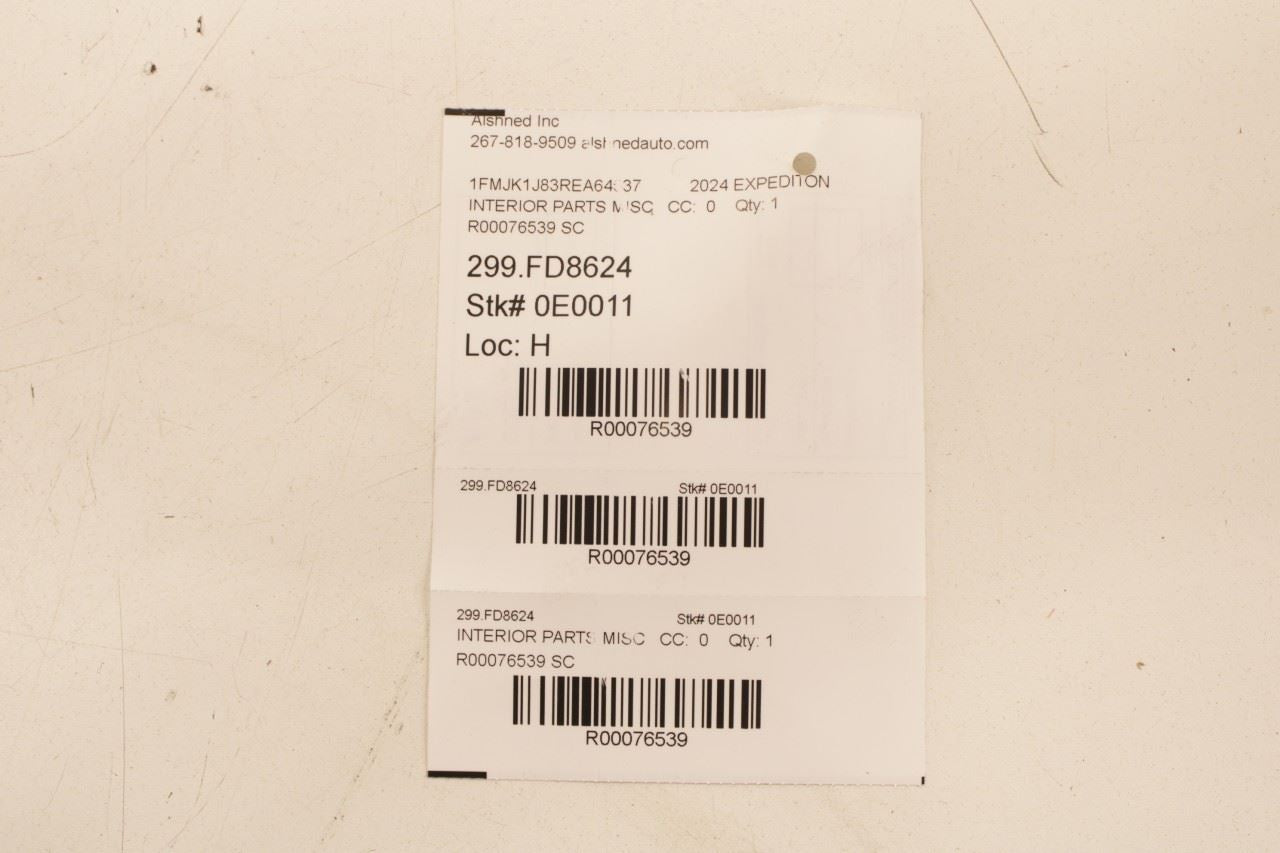 Alshned Inc
267-818-9509 alshnedauto.com
2024 EXPEDITON
INTERIOR PARTS MISC CC: 0 Qty: 1
R00076539 SC
299.FD8624
Stk# 0E0011
Loc: H
R00076539
299.FD8624 Stk# 0E0011
R00076539
299.FD8624 Stk# 0E0011
INTERIOR PARTS MISC CC: 0 Qty: 1
R00076539 SC
R00076539